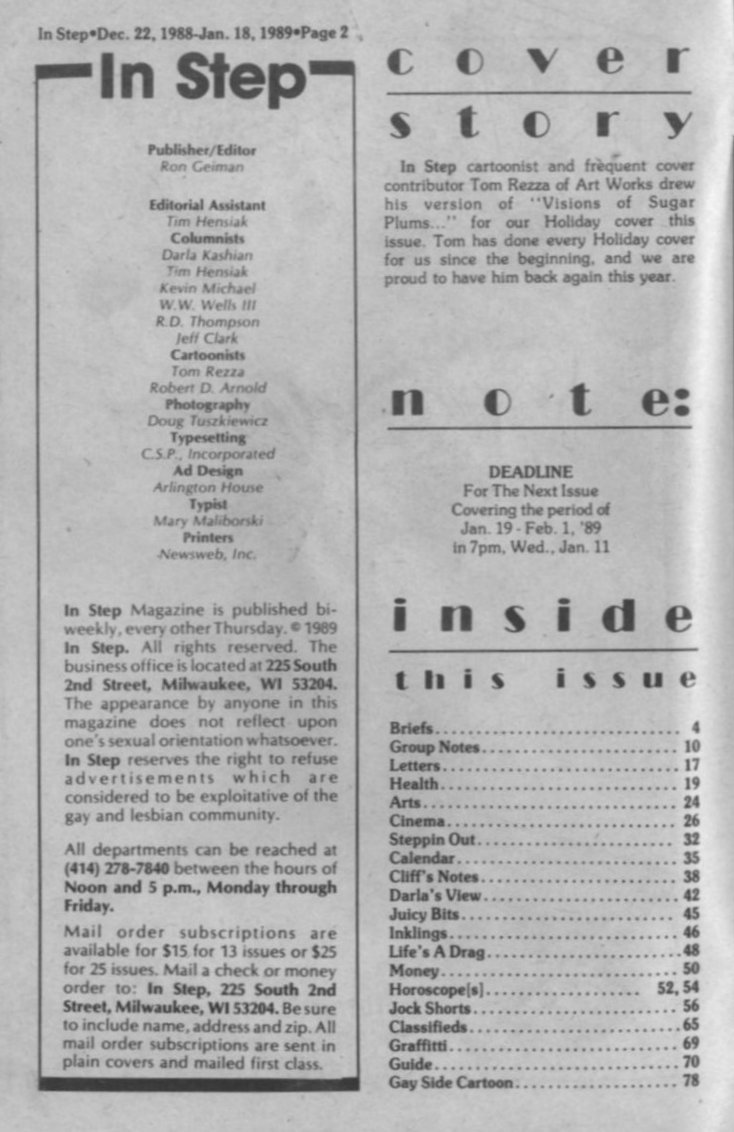 In Step•Dec. 22, 1988-Jan. 18, 1989•Page 2
In Step
Publisher/Editor
Ron Geiman
Editorial Assistant
Tim Hensiak
Columnists
Darla Kashian
Tim Hensiak
Kevin Michael
W.W. Wells III
R.D. Thompson
Jeff Clark
Cartoonists
Tom Rezza
Robert D. Arnold
Photography
Doug Tuszkiewicz
Typesetting
C.S.P., Incorporated
Ad Design
Arlington House
Typist
Mary Maliborski
Printers
Newsweb, Inc.
In Step Magazine is published bi-
weekly, every other Thursday. © 1989
In Step. All rights reserved. The
business office is located at 225 South
2nd Street, Milwaukee, WI 53204.
The appearance by anyone in this
magazine does not reflect upon
one's sexual orientation whatsoever.
In Step reserves the right to refuse
advertisements which are
considered to be exploitative of the
gay and lesbian community.
All departments can be reached at
(414) 278-7840 between the hours of
Noon and 5 p.m., Monday through
Friday.
Mail order subscriptions are
available for $15 for 13 issues or $25
for 25 issues. Mail a check or money
order to: In Step, 225 South 2nd
Street, Milwaukee, WI 53204. Be sure
to include name, address and zip. All
mail order subscriptions are sent in
plain covers and mailed first class.
cover
story
In Step cartoonist and frequent cover
contributor Tom Rezza of Art Works drew
his version of "Visions of Sugar
Plums..." for our Holiday cover this
issue. Tom has done every Holiday cover
for us since the beginning, and we are
proud to have him back again this year.
note:
DEADLINE
For The Next Issue
Covering the period of
Jan. 19 - Feb. 1, '89
in 7pm, Wed., Jan. 11
inside
this issue
Briefs 4
Group Notes 10
Letters 17
Health 19
Arts 24
Cinema 26
Steppin Out 32
Calendar 35
Cliff's Notes 38
Darla's View 42
Juicy Bits 45
Inklings 46
Life's A Drag 48
Money 50
Horoscope[s] 52, 54
Jock Shorts 56
Classifieds 65
Graffitti 69
Guide 70
Gay Side Cartoon 78